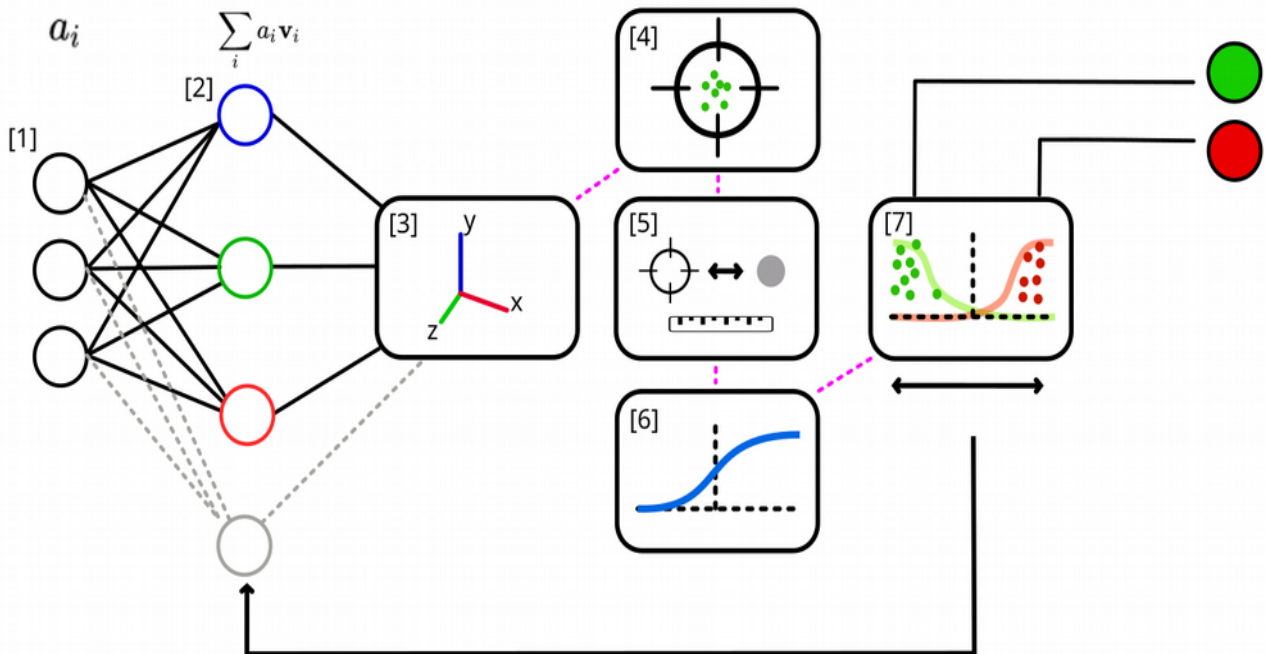 a_i
∑_i a_i v_i
[1]
[2]
[3]
y
x
z
[4]
[5]
[6]
[7]